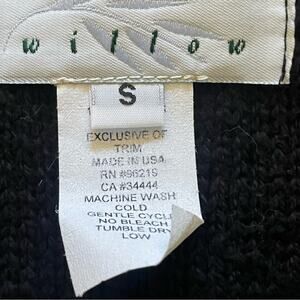 willow
S
EXCLUSIVE OF
TRIM
MADE IN USA
RN #96219
CA #34444
MACHINE WASH
COLD
GENTLE CYCL
NO BLEACH
TUMBLE DRY
LOW